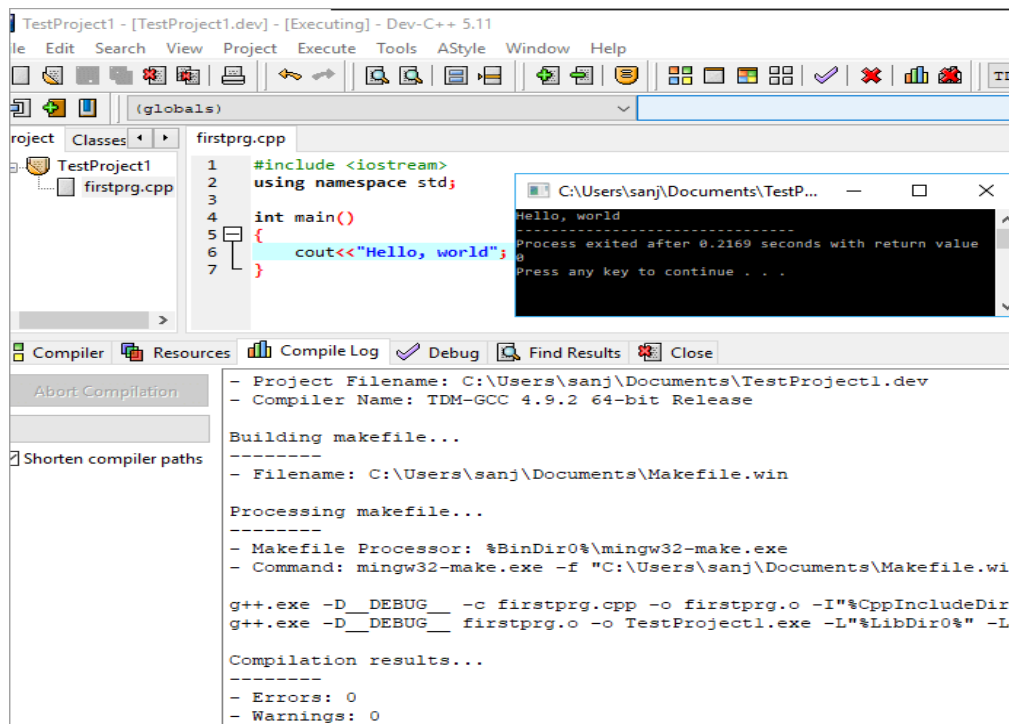 TestProject1 - [TestProject1.dev] - [Executing] - Dev-C++ 5.11
le Edit Search View Project Execute Tools AStyle Window Help
(globals)
roject Classes
firstprg.cpp
TestProject1
firstprg.cpp
1 #include <iostream>
2 using namespace std;
3
4 int main()
5 {
6 cout<<"Hello, world";
7 }
C:\Users\sanj\Documents\TestP...
Hello, world
--------------------------------
Process exited after 0.2169 seconds with return value
0
Press any key to continue . . .
Compiler Resources Compile Log Debug Find Results Close
Abort Compilation
Shorten compiler paths
- Project Filename: C:\Users\sanj\Documents\TestProject1.dev
- Compiler Name: TDM-GCC 4.9.2 64-bit Release
Building makefile...
--------
- Filename: C:\Users\sanj\Documents\Makefile.win
Processing makefile...
--------
- Makefile Processor: %BinDir0%\mingw32-make.exe
- Command: mingw32-make.exe -f "C:\Users\sanj\Documents\Makefile.wi
g++.exe -D__DEBUG__ -c firstprg.cpp -o firstprg.o -I"%CppIncludeDir
g++.exe -D__DEBUG__ firstprg.o -o TestProject1.exe -L"%LibDir0%" -L
Compilation results...
--------
- Errors: 0
- Warnings: 0